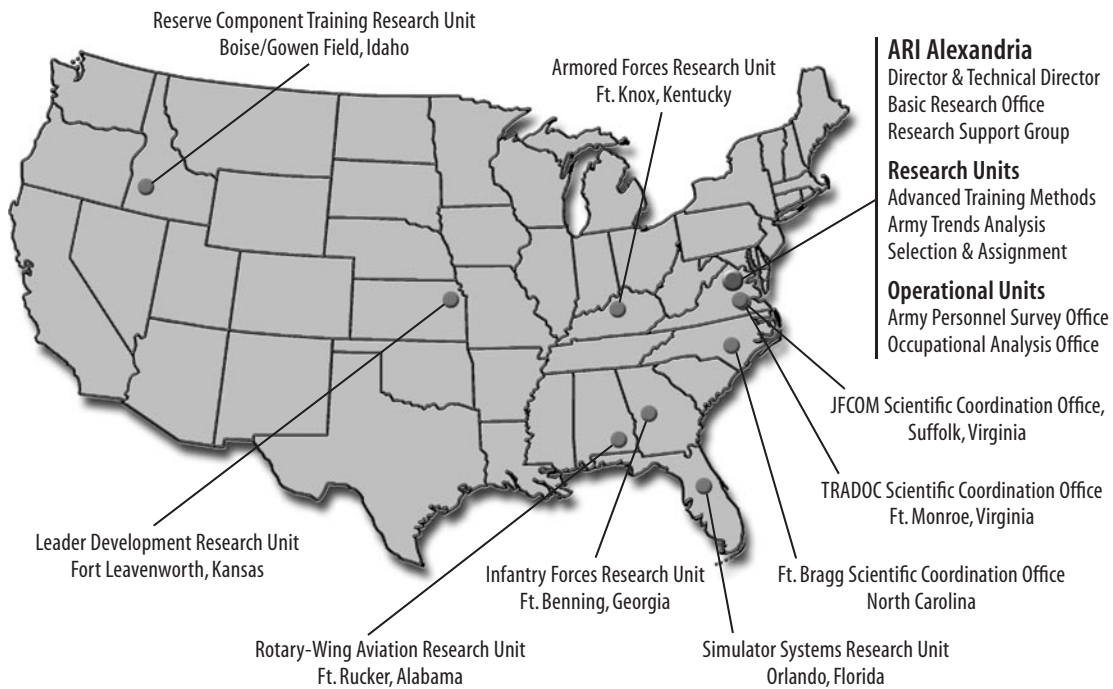 Reserve Component Training Research Unit
Boise/Gowen Field, Idaho
Armored Forces Research Unit
Ft. Knox, Kentucky
ARI Alexandria
Director & Technical Director
Basic Research Office
Research Support Group
Research Units
Advanced Training Methods
Army Trends Analysis
Selection & Assignment
Operational Units
Army Personnel Survey Office
Occupational Analysis Office
JFCOM Scientific Coordination Office,
Suffolk, Virginia
TRADOC Scientific Coordination Office
Ft. Monroe, Virginia
Leader Development Research Unit
Fort Leavenworth, Kansas
Infantry Forces Research Unit
Ft. Benning, Georgia
Ft. Bragg Scientific Coordination Office
North Carolina
Rotary-Wing Aviation Research Unit
Ft. Rucker, Alabama
Simulator Systems Research Unit
Orlando, Florida